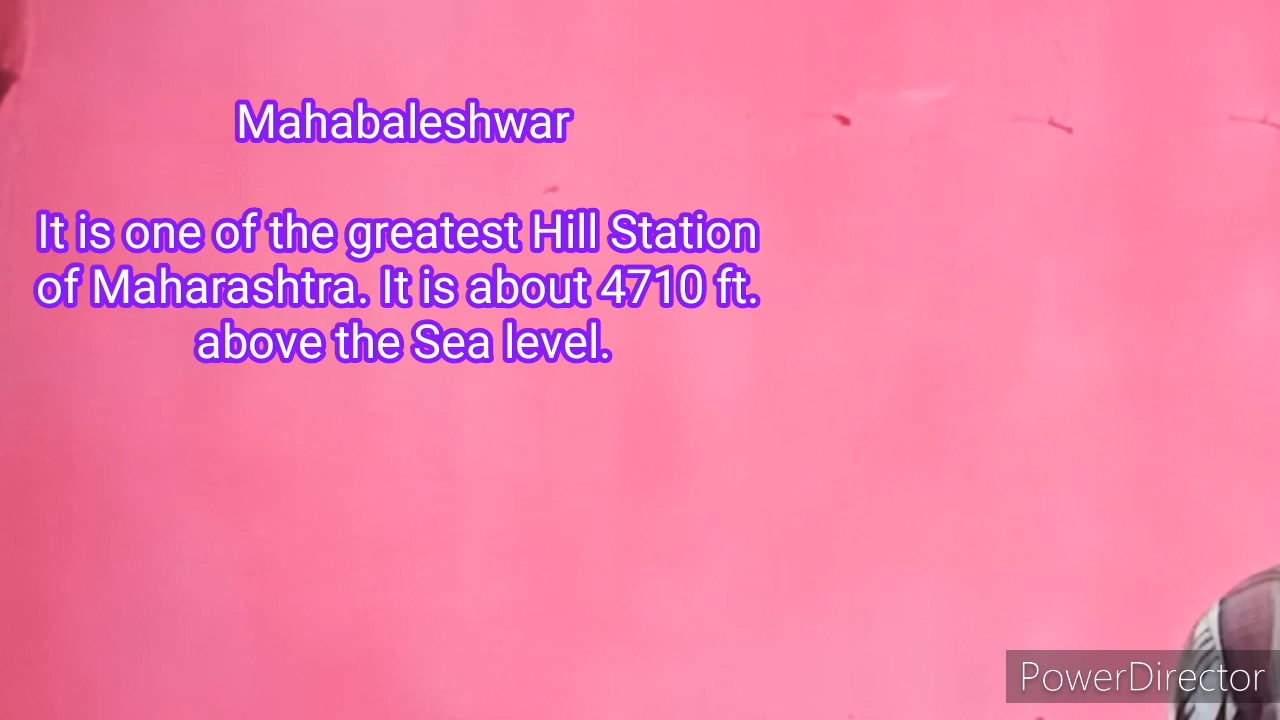 Mahabaleshwar
It is one of the greatest Hill Station
of Maharashtra. It is about 4710 ft.
above the Sea level.
PowerDirector